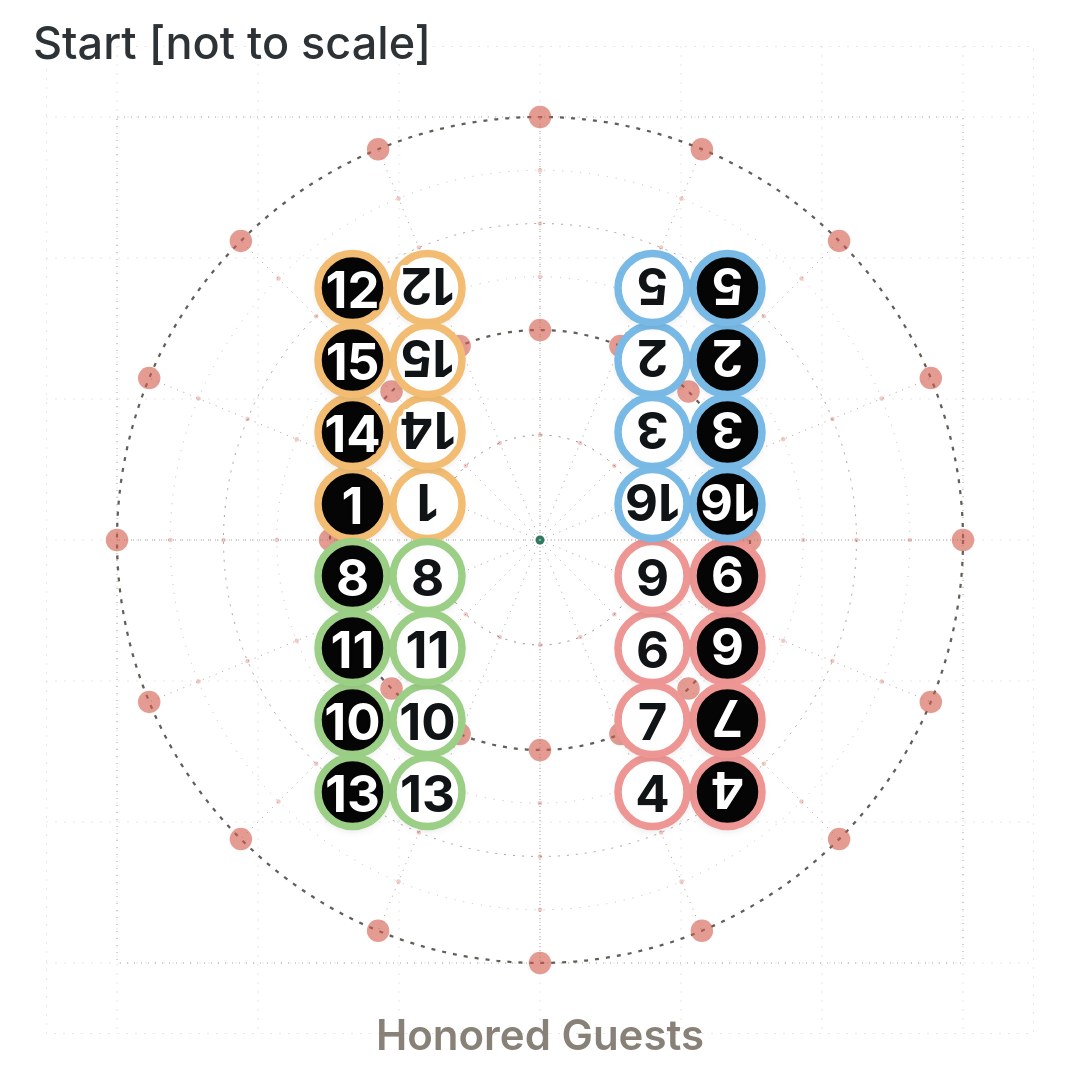 Start [not to scale]
12 12 5 5
15 15 2 2
14 14 3 3
1 1 16 16
8 8 9 9
11 11 6 6
10 10 7 7
13 13 4 4
Honored Guests